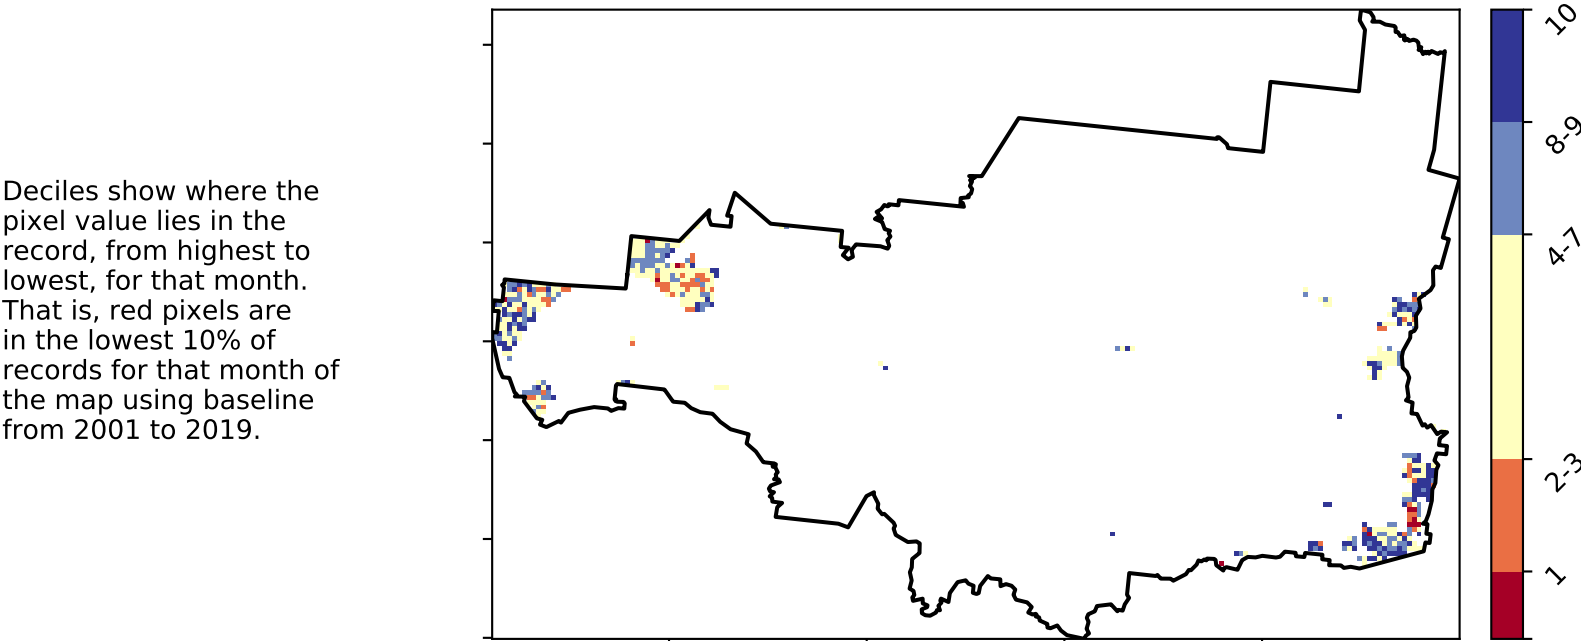 Deciles show where the
pixel value lies in the
record, from highest to
lowest, for that month.
That is, red pixels are
in the lowest 10% of
records for that month of
the map using baseline
from 2001 to 2019.
10
8-9
4-7
2-3
1